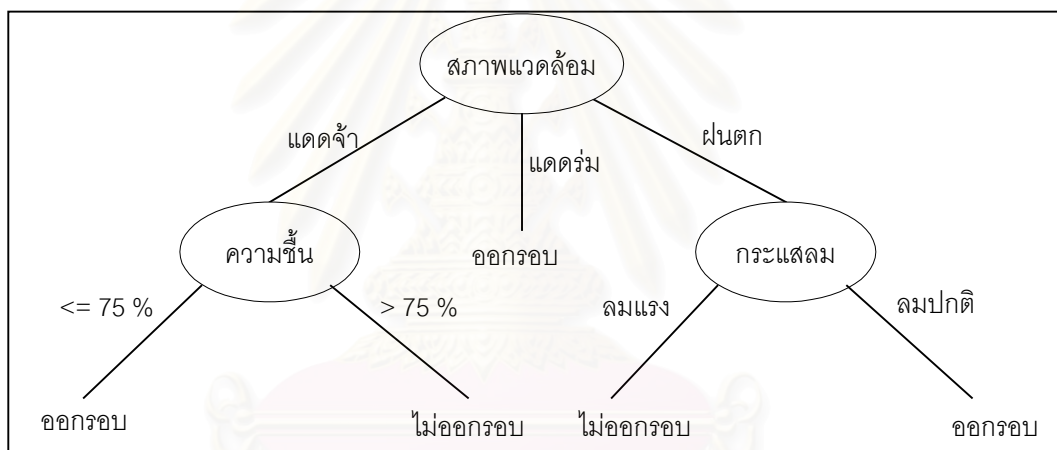 สภาพแวดล้อม
แดดจ้า
แดดร่ม
ฝนตก
ความชื้น
ออกรอบ
กระแสลม
<= 75 %
> 75 %
ลมแรง
ลมปกติ
ออกรอบ
ไม่ออกรอบ
ไม่ออกรอบ
ออกรอบ